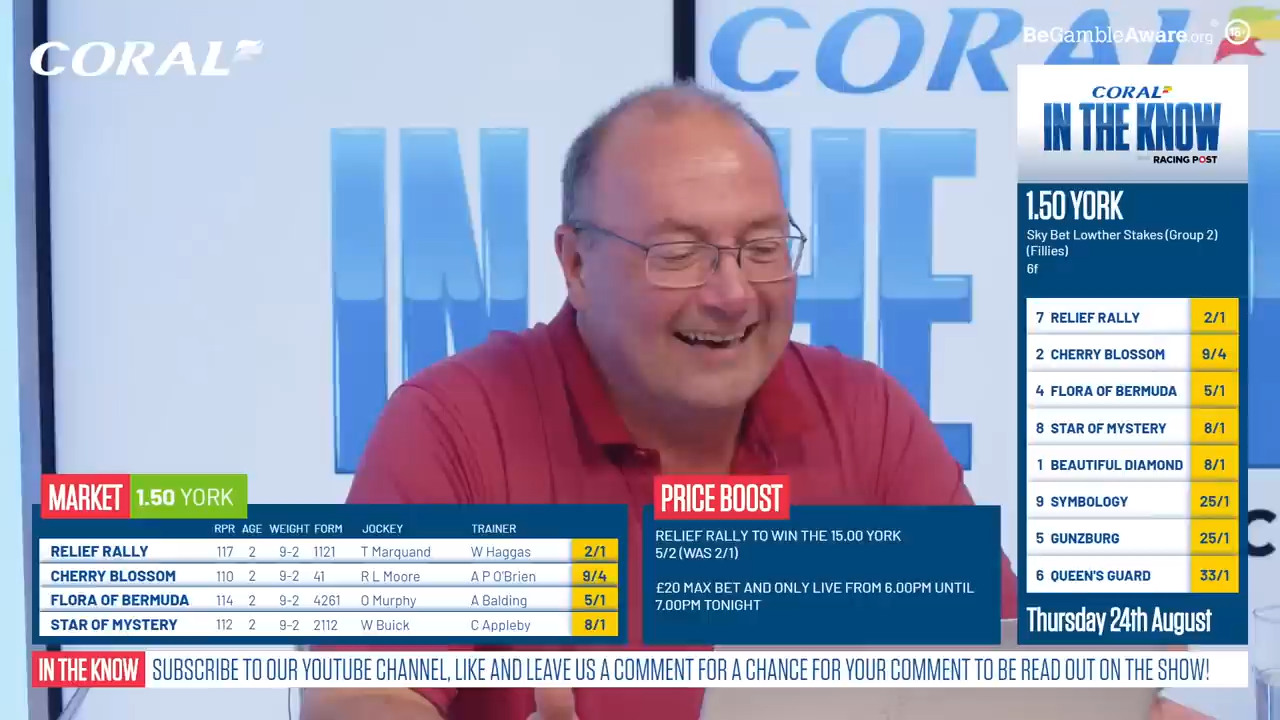 CORAL
CORAL
BeGambleAware.org®
18+
IN THE
CORAL
IN THE KNOW
RACING POST
1.50 YORK
Sky Bet Lowther Stakes (Group 2)
(Fillies)
6f
7 RELIEF RALLY 2/1
2 CHERRY BLOSSOM 9/4
4 FLORA OF BERMUDA 5/1
8 STAR OF MYSTERY 8/1
1 BEAUTIFUL DIAMOND 8/1
9 SYMBOLOGY 25/1
5 GUNZBURG 25/1
6 QUEEN'S GUARD 33/1
Thursday 24th August
MARKET 1.50 YORK
RPR AGE WEIGHT FORM JOCKEY TRAINER
RELIEF RALLY 117 2 9-2 1121 T Marquand W Haggas 2/1
CHERRY BLOSSOM 110 2 9-2 41 R L Moore A P O'Brien 9/4
FLORA OF BERMUDA 114 2 9-2 4261 O Murphy A Balding 5/1
STAR OF MYSTERY 112 2 9-2 2112 W Buick C Appleby 8/1
PRICE BOOST
RELIEF RALLY TO WIN THE 15.00 YORK
5/2 (WAS 2/1)
£20 MAX BET AND ONLY LIVE FROM 6.00PM UNTIL
7.00PM TONIGHT
IN THE KNOW SUBSCRIBE TO OUR YOUTUBE CHANNEL, LIKE AND LEAVE US A COMMENT FOR A CHANCE FOR YOUR COMMENT TO BE READ OUT ON THE SHOW!